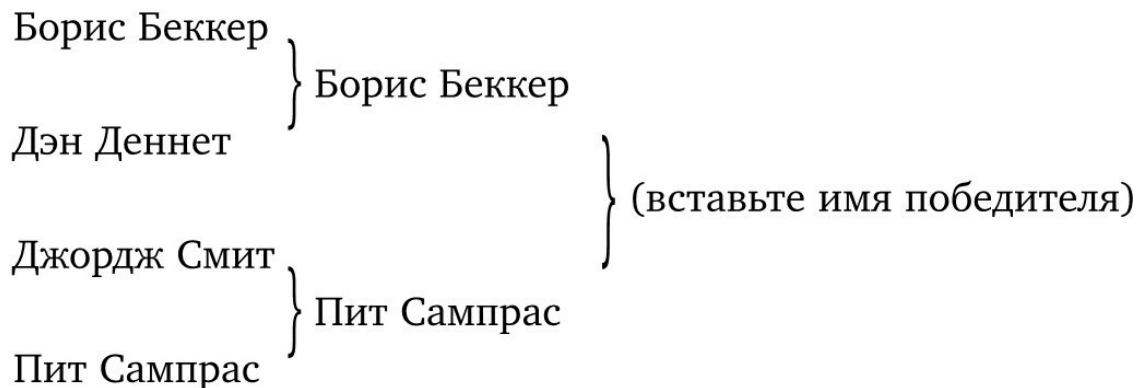 Борис Беккер
Борис Беккер
Дэн Деннет
(вставьте имя победителя)
Джордж Смит
Пит Сампрас
Пит Сампрас